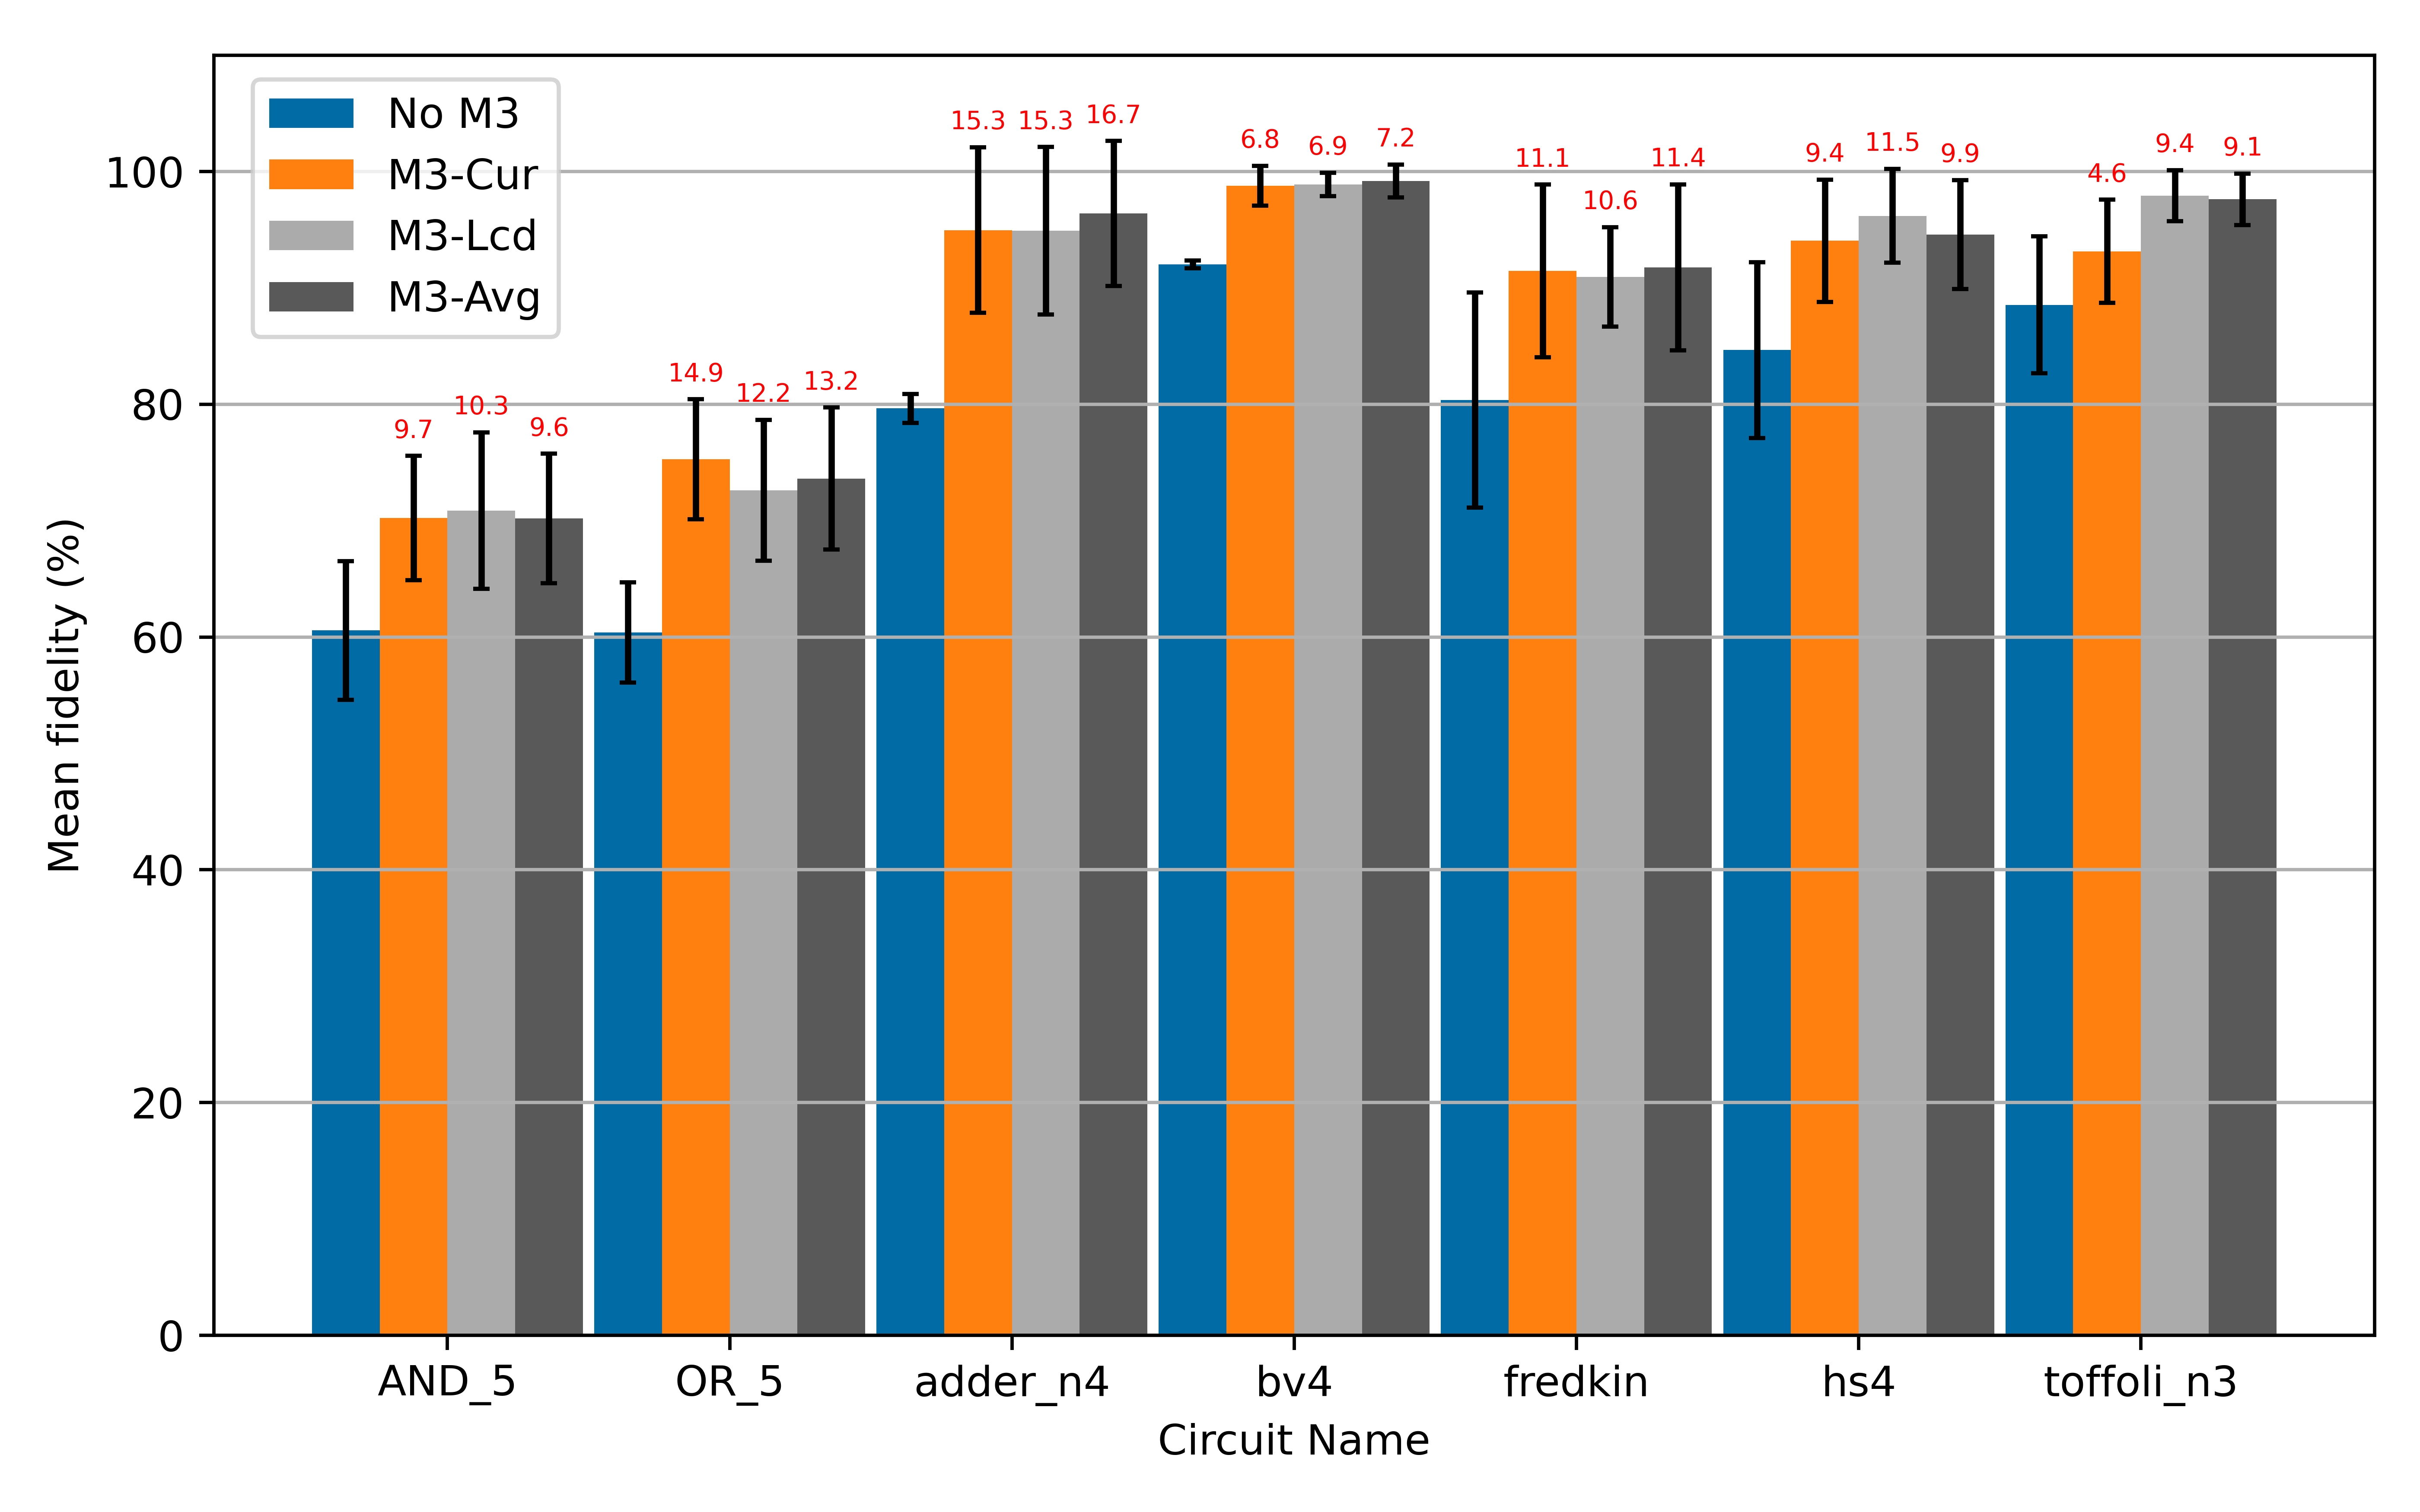 No M3
M3-Cur
M3-Lcd
M3-Avg
Mean fidelity (%)
100
80
60
40
20
0
9.7
10.3
9.6
14.9
12.2
13.2
15.3
15.3
16.7
6.8
6.9
7.2
11.1
10.6
11.4
9.4
11.5
9.9
4.6
9.4
9.1
AND_5
OR_5
adder_n4
bv4
fredkin
hs4
toffoli_n3
Circuit Name